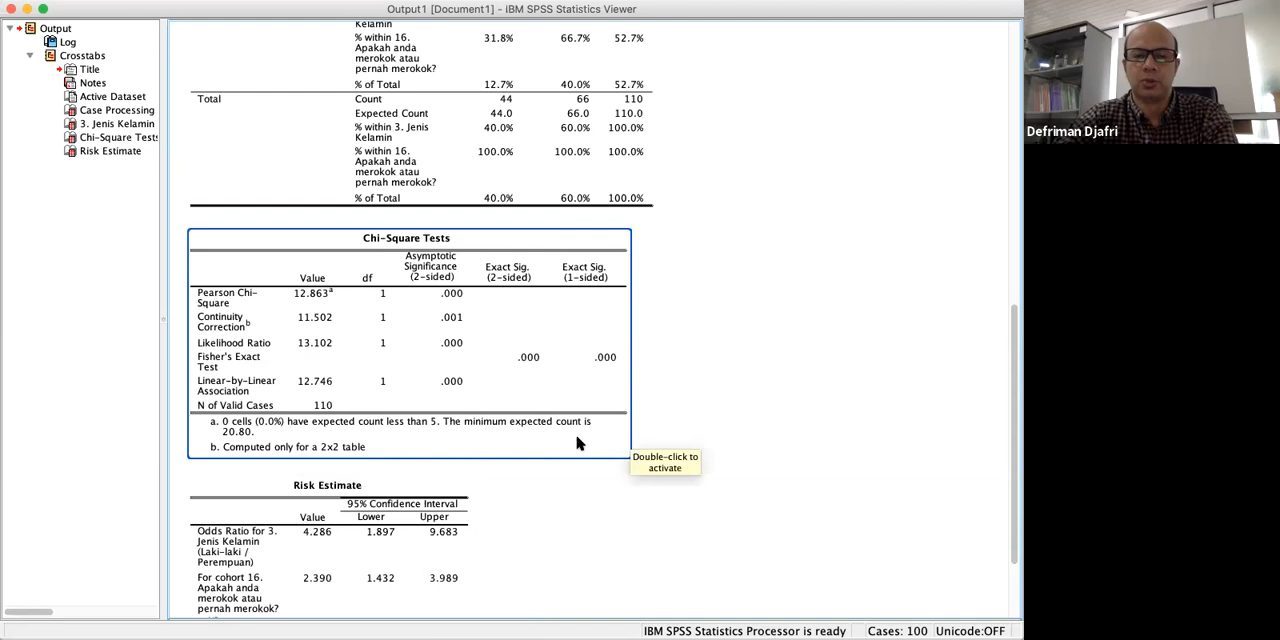 Output1 [Document1] - IBM SPSS Statistics Viewer
Output
Log
Crosstabs
Title
Notes
Active Dataset
Case Processing
3. Jenis Kelamin
Chi-Square Tests
Risk Estimate
Kelamin
% within 16. 31.8% 66.7% 52.7%
Apakah anda
merokok atau
pernah merokok?
% of Total 12.7% 40.0% 52.7%
Total Count 44 66 110
Expected Count 44.0 66.0 110.0
% within 3. Jenis 40.0% 60.0% 100.0%
Kelamin
% within 16. 100.0% 100.0% 100.0%
Apakah anda
merokok atau
pernah merokok?
% of Total 40.0% 60.0% 100.0%
Chi-Square Tests
Asymptotic
Significance Exact Sig. Exact Sig.
Value df (2-sided) (2-sided) (1-sided)
Pearson Chi- 12.863a 1 .000
Square
Continuity 11.502 1 .001
Correctionb
Likelihood Ratio 13.102 1 .000
Fisher's Exact .000 .000
Test
Linear-by-Linear 12.746 1 .000
Association
N of Valid Cases 110
a. 0 cells (0.0%) have expected count less than 5. The minimum expected count is
20.80.
b. Computed only for a 2x2 table
Double-click to
activate
Risk Estimate
95% Confidence Interval
Value Lower Upper
Odds Ratio for 3. 4.286 1.897 9.683
Jenis Kelamin
(Laki-laki /
Perempuan)
For cohort 16. 2.390 1.432 3.989
Apakah anda
merokok atau
pernah merokok?
IBM SPSS Statistics Processor is ready Cases: 100 Unicode:OFF
Defriman Djafri